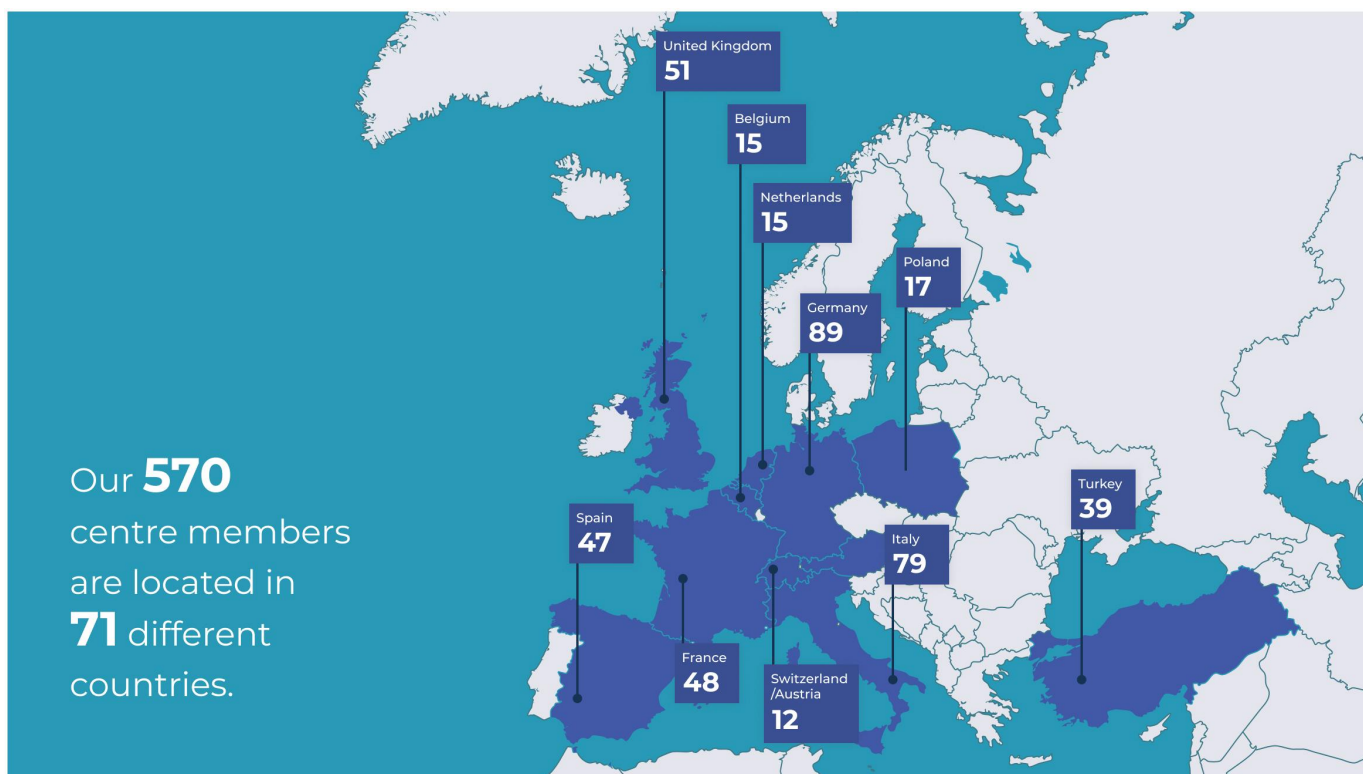 United Kingdom
51
Belgium
15
Netherlands
15
Poland
17
Germany
89
Our 570
centre members
are located in
71 different
countries.
Turkey
39
Spain
47
Italy
79
France
48
Switzerland
/Austria
12